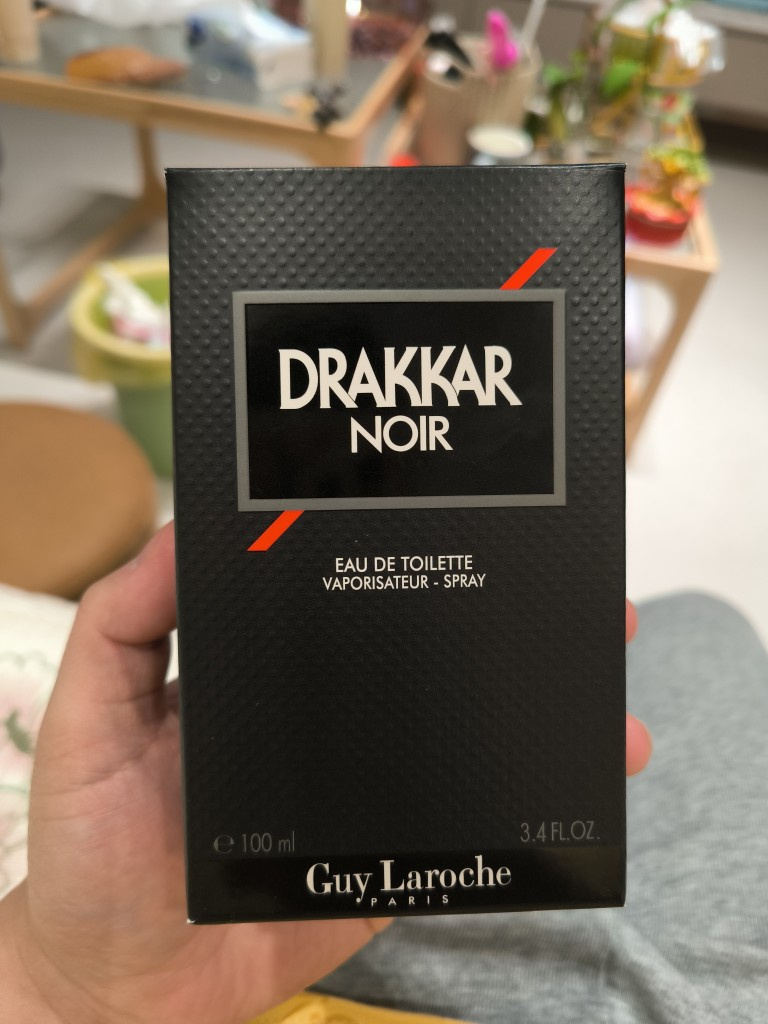 DRAKKAR
NOIR
EAU DE TOILETTE
VAPORISATEUR - SPRAY
℮ 100 ml
3.4 FL.OZ.
Guy Laroche
PARIS